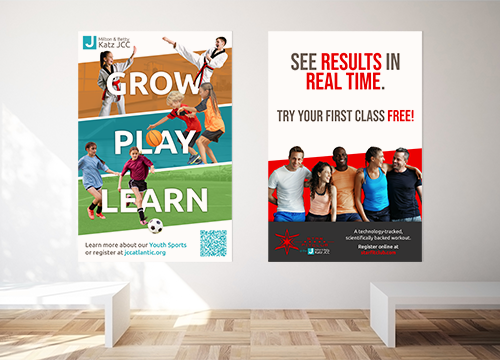 J
Milton & Betty
Katz JCC
GROW
PLAY
LEARN
Learn more about our Youth Sports
or register at jccatlantic.org
SEE RESULTS IN
REAL TIME.
TRY YOUR FIRST CLASS FREE!
A technology-tracked,
scientifically backed workout.
Register online at